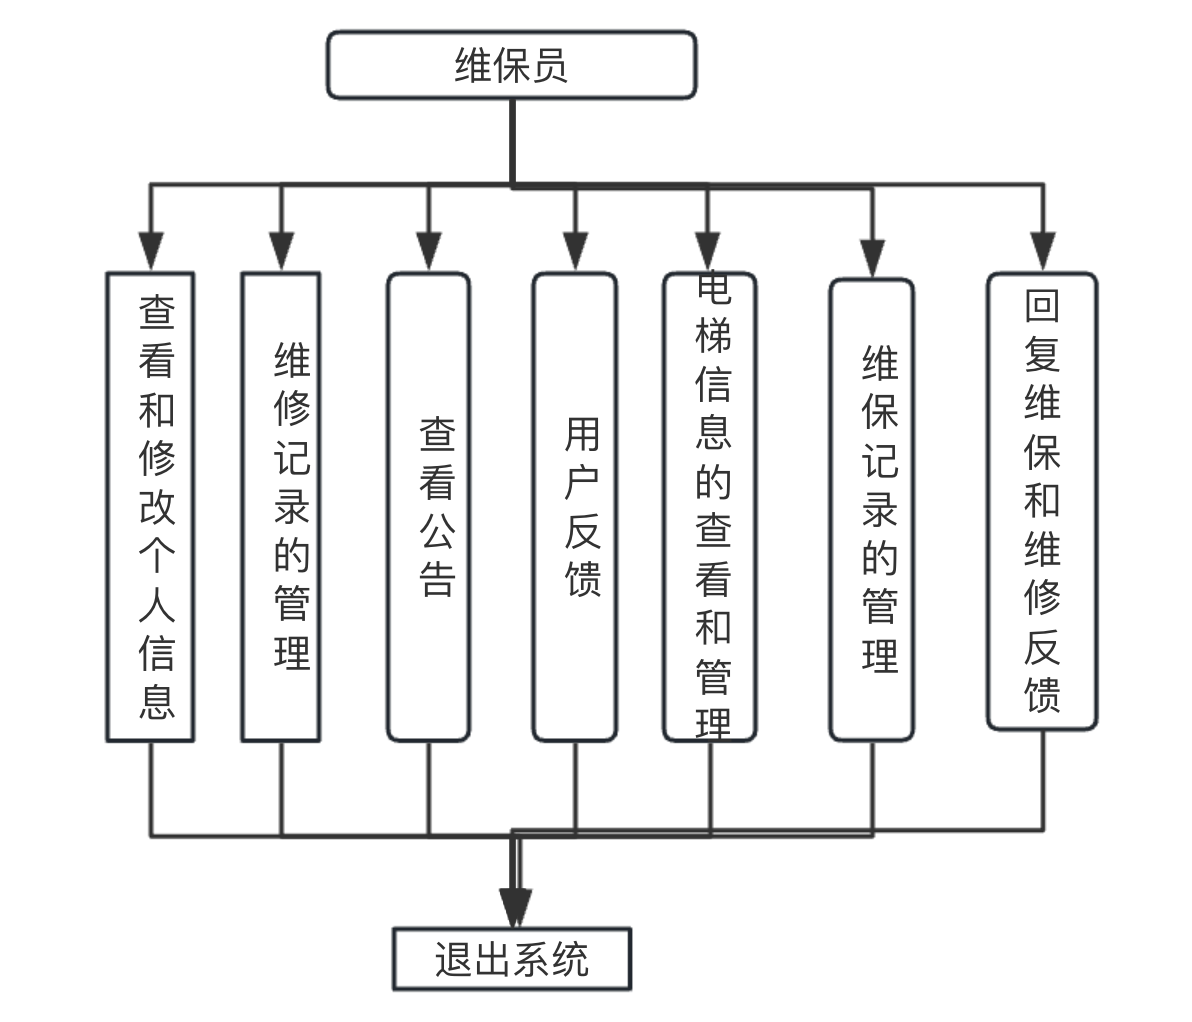 维保员
查看和修改个人信息
维修记录的管理
查看公告
用户反馈
电梯信息的查看和管理
维保记录的管理
回复维保和维修反馈
退出系统